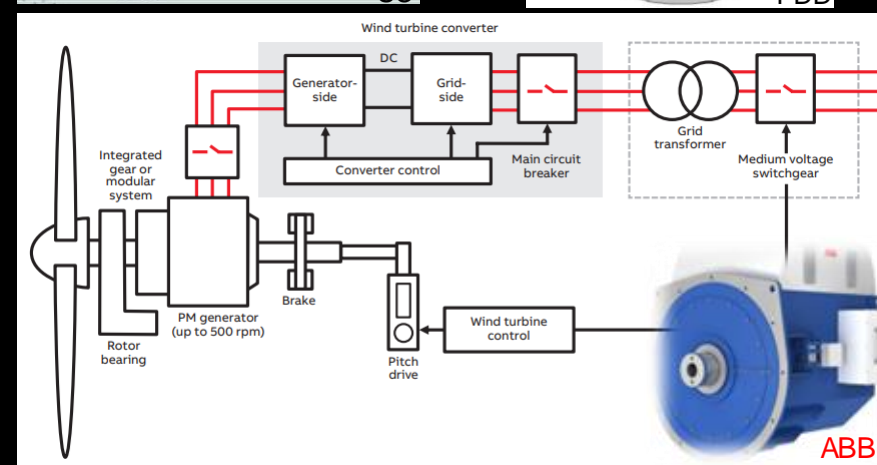 Wind turbine converter
DC
Generator-
side
Grid-
side
Converter control
Main circuit
breaker
Grid
transformer
Medium voltage
switchgear
Integrated
gear or
modular
system
PM generator
(up to 500 rpm)
Rotor
bearing
Brake
Pitch
drive
Wind turbine
control
ABB